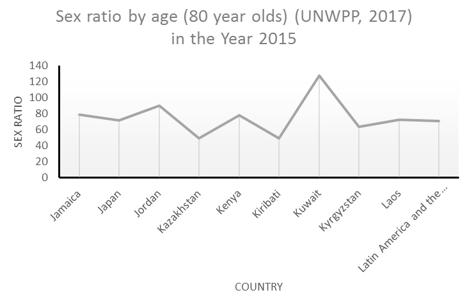 Sex ratio by age (80 year olds) (UNWPP, 2017)
in the Year 2015
140
120
100
80
60
40
20
0
SEX RATIO
Jamaica
Japan
Jordan
Kazakhstan
Kenya
Kiribati
Kuwait
Kyrgyzstan
Laos
Latin America and the...
COUNTRY